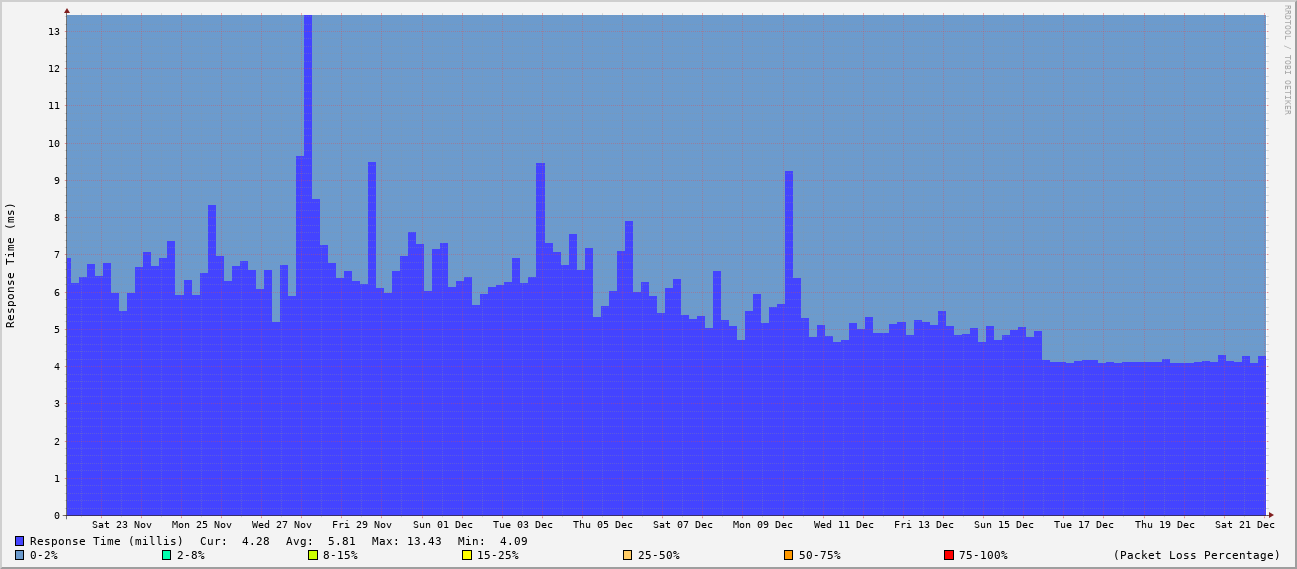 RRDTOOL / TOBI OETIKER
Response Time (ms)
13
12
11
10
9
8
7
6
5
4
3
2
1
0
Sat 23 Nov Mon 25 Nov Wed 27 Nov Fri 29 Nov Sun 01 Dec Tue 03 Dec Thu 05 Dec Sat 07 Dec Mon 09 Dec Wed 11 Dec Fri 13 Dec Sun 15 Dec Tue 17 Dec Thu 19 Dec Sat 21 Dec
Response Time (millis) Cur: 4.28 Avg: 5.81 Max: 13.43 Min: 4.09
0-2% 2-8% 8-15% 15-25% 25-50% 50-75% 75-100% (Packet Loss Percentage)